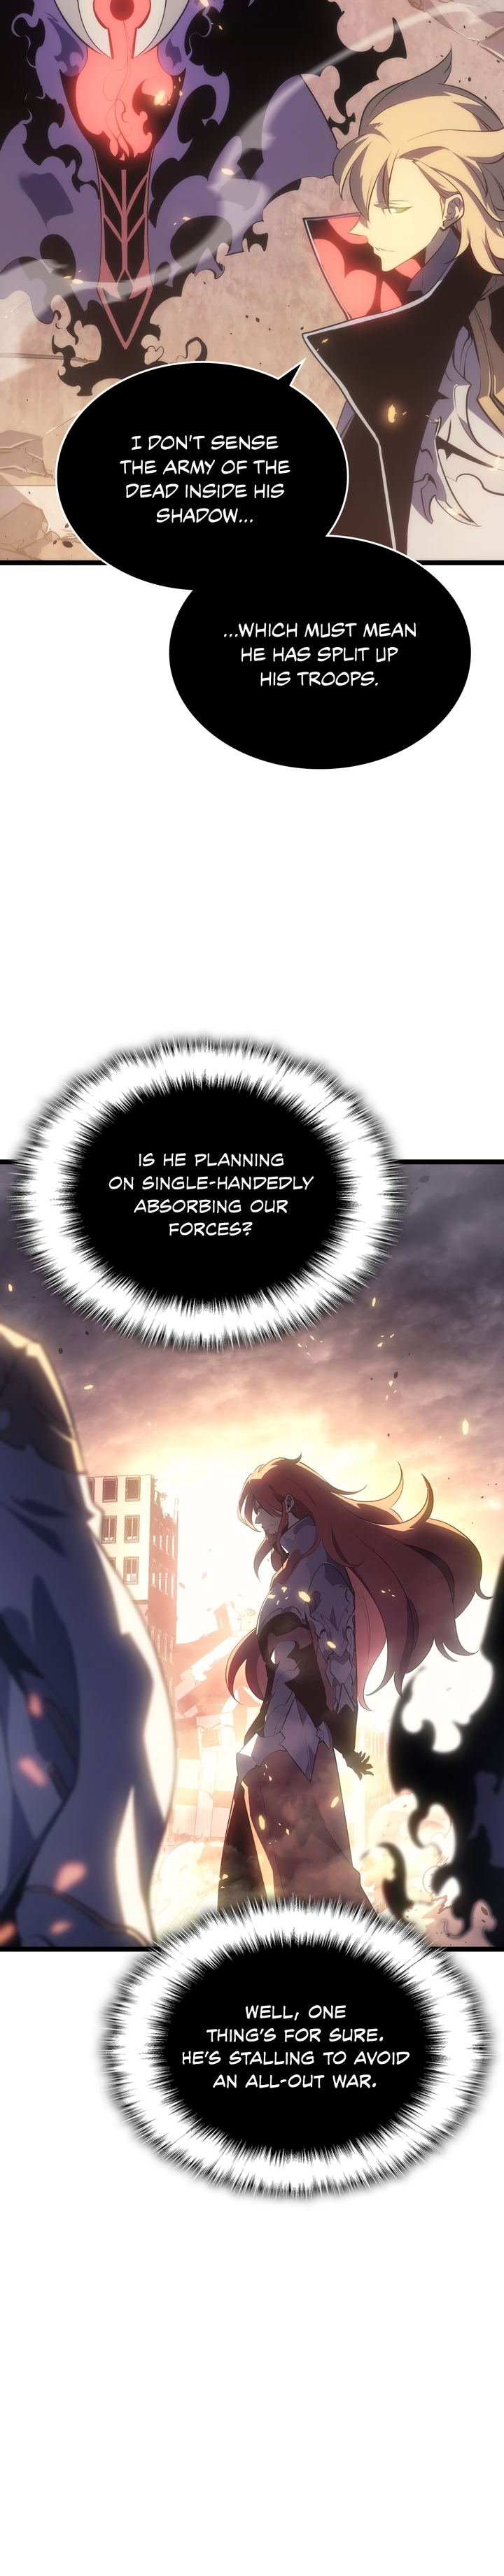 I DON'T SENSE
THE ARMY OF THE
DEAD INSIDE HIS
SHADOW...
...WHICH MUST MEAN
HE HAS SPLIT UP
HIS TROOPS.
IS HE PLANNING
ON SINGLE-HANDEDLY
ABSORBING OUR
FORCES?
WELL, ONE
THING'S FOR SURE.
HE'S STALLING TO AVOID
AN ALL-OUT WAR.